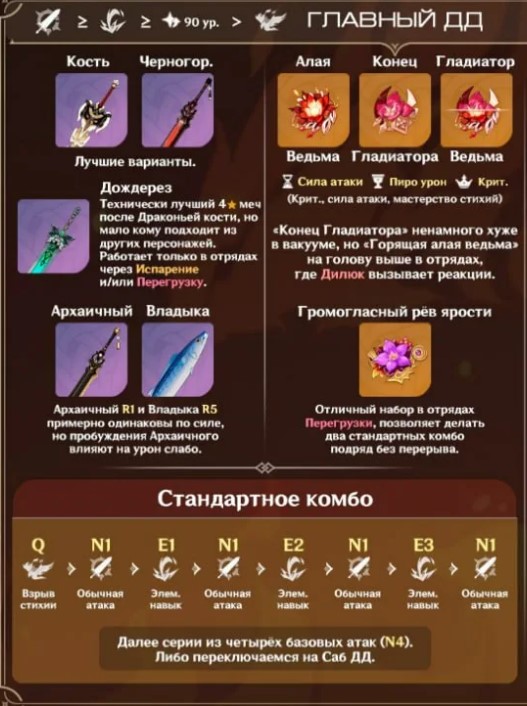 ≥ ≥ 90 ур. > ГЛАВНЫЙ ДД
Кость Черногор.
Лучшие варианты.
Дождерез
Технически лучший 4★ меч
после Драконьей кости, но
мало кому подходит из
других персонажей.
Работает только в отрядах
через Испарение
и/или Перегрузку.
Архаичный Владыка
Архаичный R1 и Владыка R5
примерно одинаковы по силе,
но пробуждения Архаичного
влияют на урон слабо.
Алая Конец Гладиатор
Ведьма Гладиатора Ведьма
Сила атаки Пиро урон Крит.
(Крит., сила атаки, мастерство стихий)
«Конец Гладиатора» ненамного хуже
в вакууме, но «Горящая алая ведьма»
на голову выше в отрядах,
где Дилюк вызывает реакции.
Громогласный рёв ярости
Отличный набор в отрядах
Перегрузки, позволяет делать
два стандартных комбо
подряд без перерыва.
Стандартное комбо
Q N1 E1 N1 E2 N1 E3 N1
> > > > > > >
Взрыв Обычная Элем. Обычная Элем. Обычная Элем. Обычная
стихии атака навык атака навык атака навык атака
Далее серии из четырёх базовых атак (N4).
Либо переключаемся на Саб ДД.